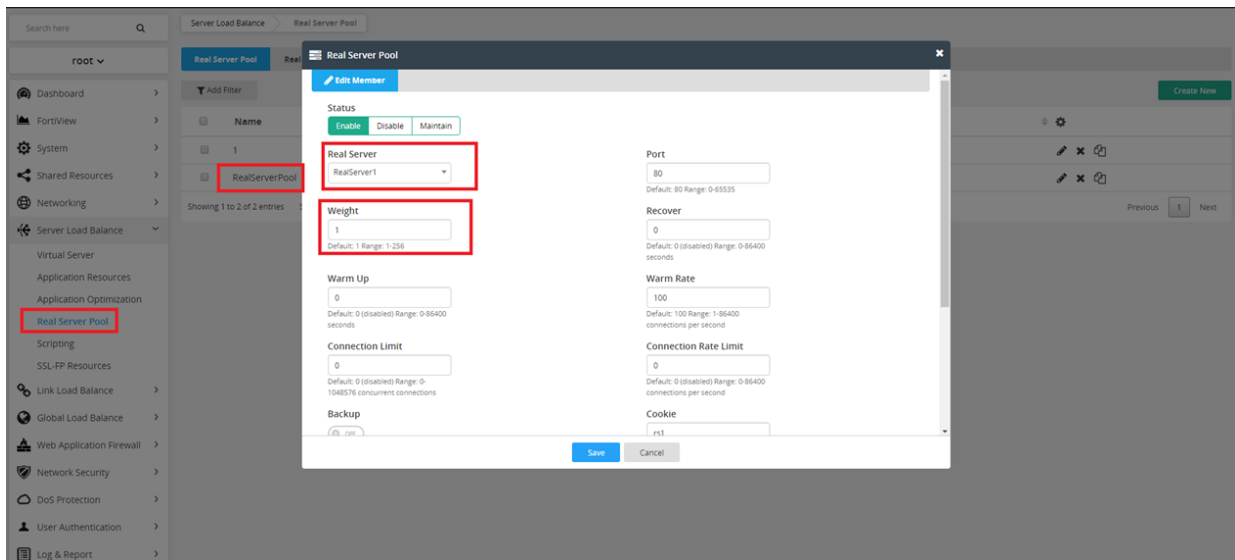 Search here
Server Load Balance
Real Server Pool
root
Dashboard
FortiView
System
Shared Resources
Networking
Server Load Balance
Virtual Server
Application Resources
Application Optimization
Real Server Pool
Scripting
SSL-FP Resources
Link Load Balance
Global Load Balance
Web Application Firewall
Network Security
DoS Protection
User Authentication
Log & Report
Real Server Pool
Real
Add Filter
Create New
Name
1
RealServerPool
Showing 1 to 2 of 2 entries
Previous 1 Next
Real Server Pool
Edit Member
Status
Enable Disable Maintain
Real Server
RealServer1
Port
80
Default: 80 Range: 0-65535
Weight
1
Default: 1 Range: 1-256
Recover
0
Default: 0 (disabled) Range: 0-86400
seconds
Warm Up
0
Default: 0 (disabled) Range: 0-86400
seconds
Warm Rate
100
Default: 100 Range: 1-86400
connections per second
Connection Limit
0
Default: 0 (disabled) Range: 0-
1048576 concurrent connections
Connection Rate Limit
0
Default: 0 (disabled) Range: 0-86400
connections per second
Backup
OFF
Cookie
rs1
Save
Cancel